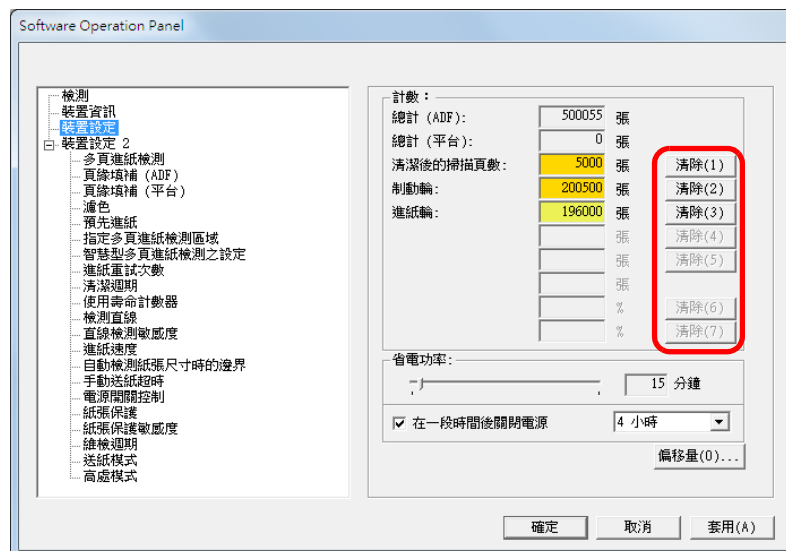 Software Operation Panel
檢測
裝置資訊
裝置設定
裝置設定 2
多頁進紙檢測
頁緣填補 (ADF)
頁緣填補 (平台)
濾色
預先進紙
指定多頁進紙檢測區域
智慧型多頁進紙檢測之設定
進紙重試次數
清潔週期
使用壽命計數器
檢測直線
直線檢測敏感度
進紙速度
自動檢測紙張尺寸時的邊界
手動送紙超時
電源開關控制
紙張保護
紙張保護敏感度
維檢週期
送紙模式
高處模式
計數：
總計 (ADF): 500055 張
總計 (平台): 0 張
清潔後的掃描頁數: 5000 張 清除(1)
制動輪: 200500 張 清除(2)
進紙輪: 196000 張 清除(3)
張 清除(4)
張 清除(5)
張
% 清除(6)
% 清除(7)
省電功率:
15 分鐘
在一段時間後關閉電源 4 小時
偏移量(O)...
確定 取消 套用(A)